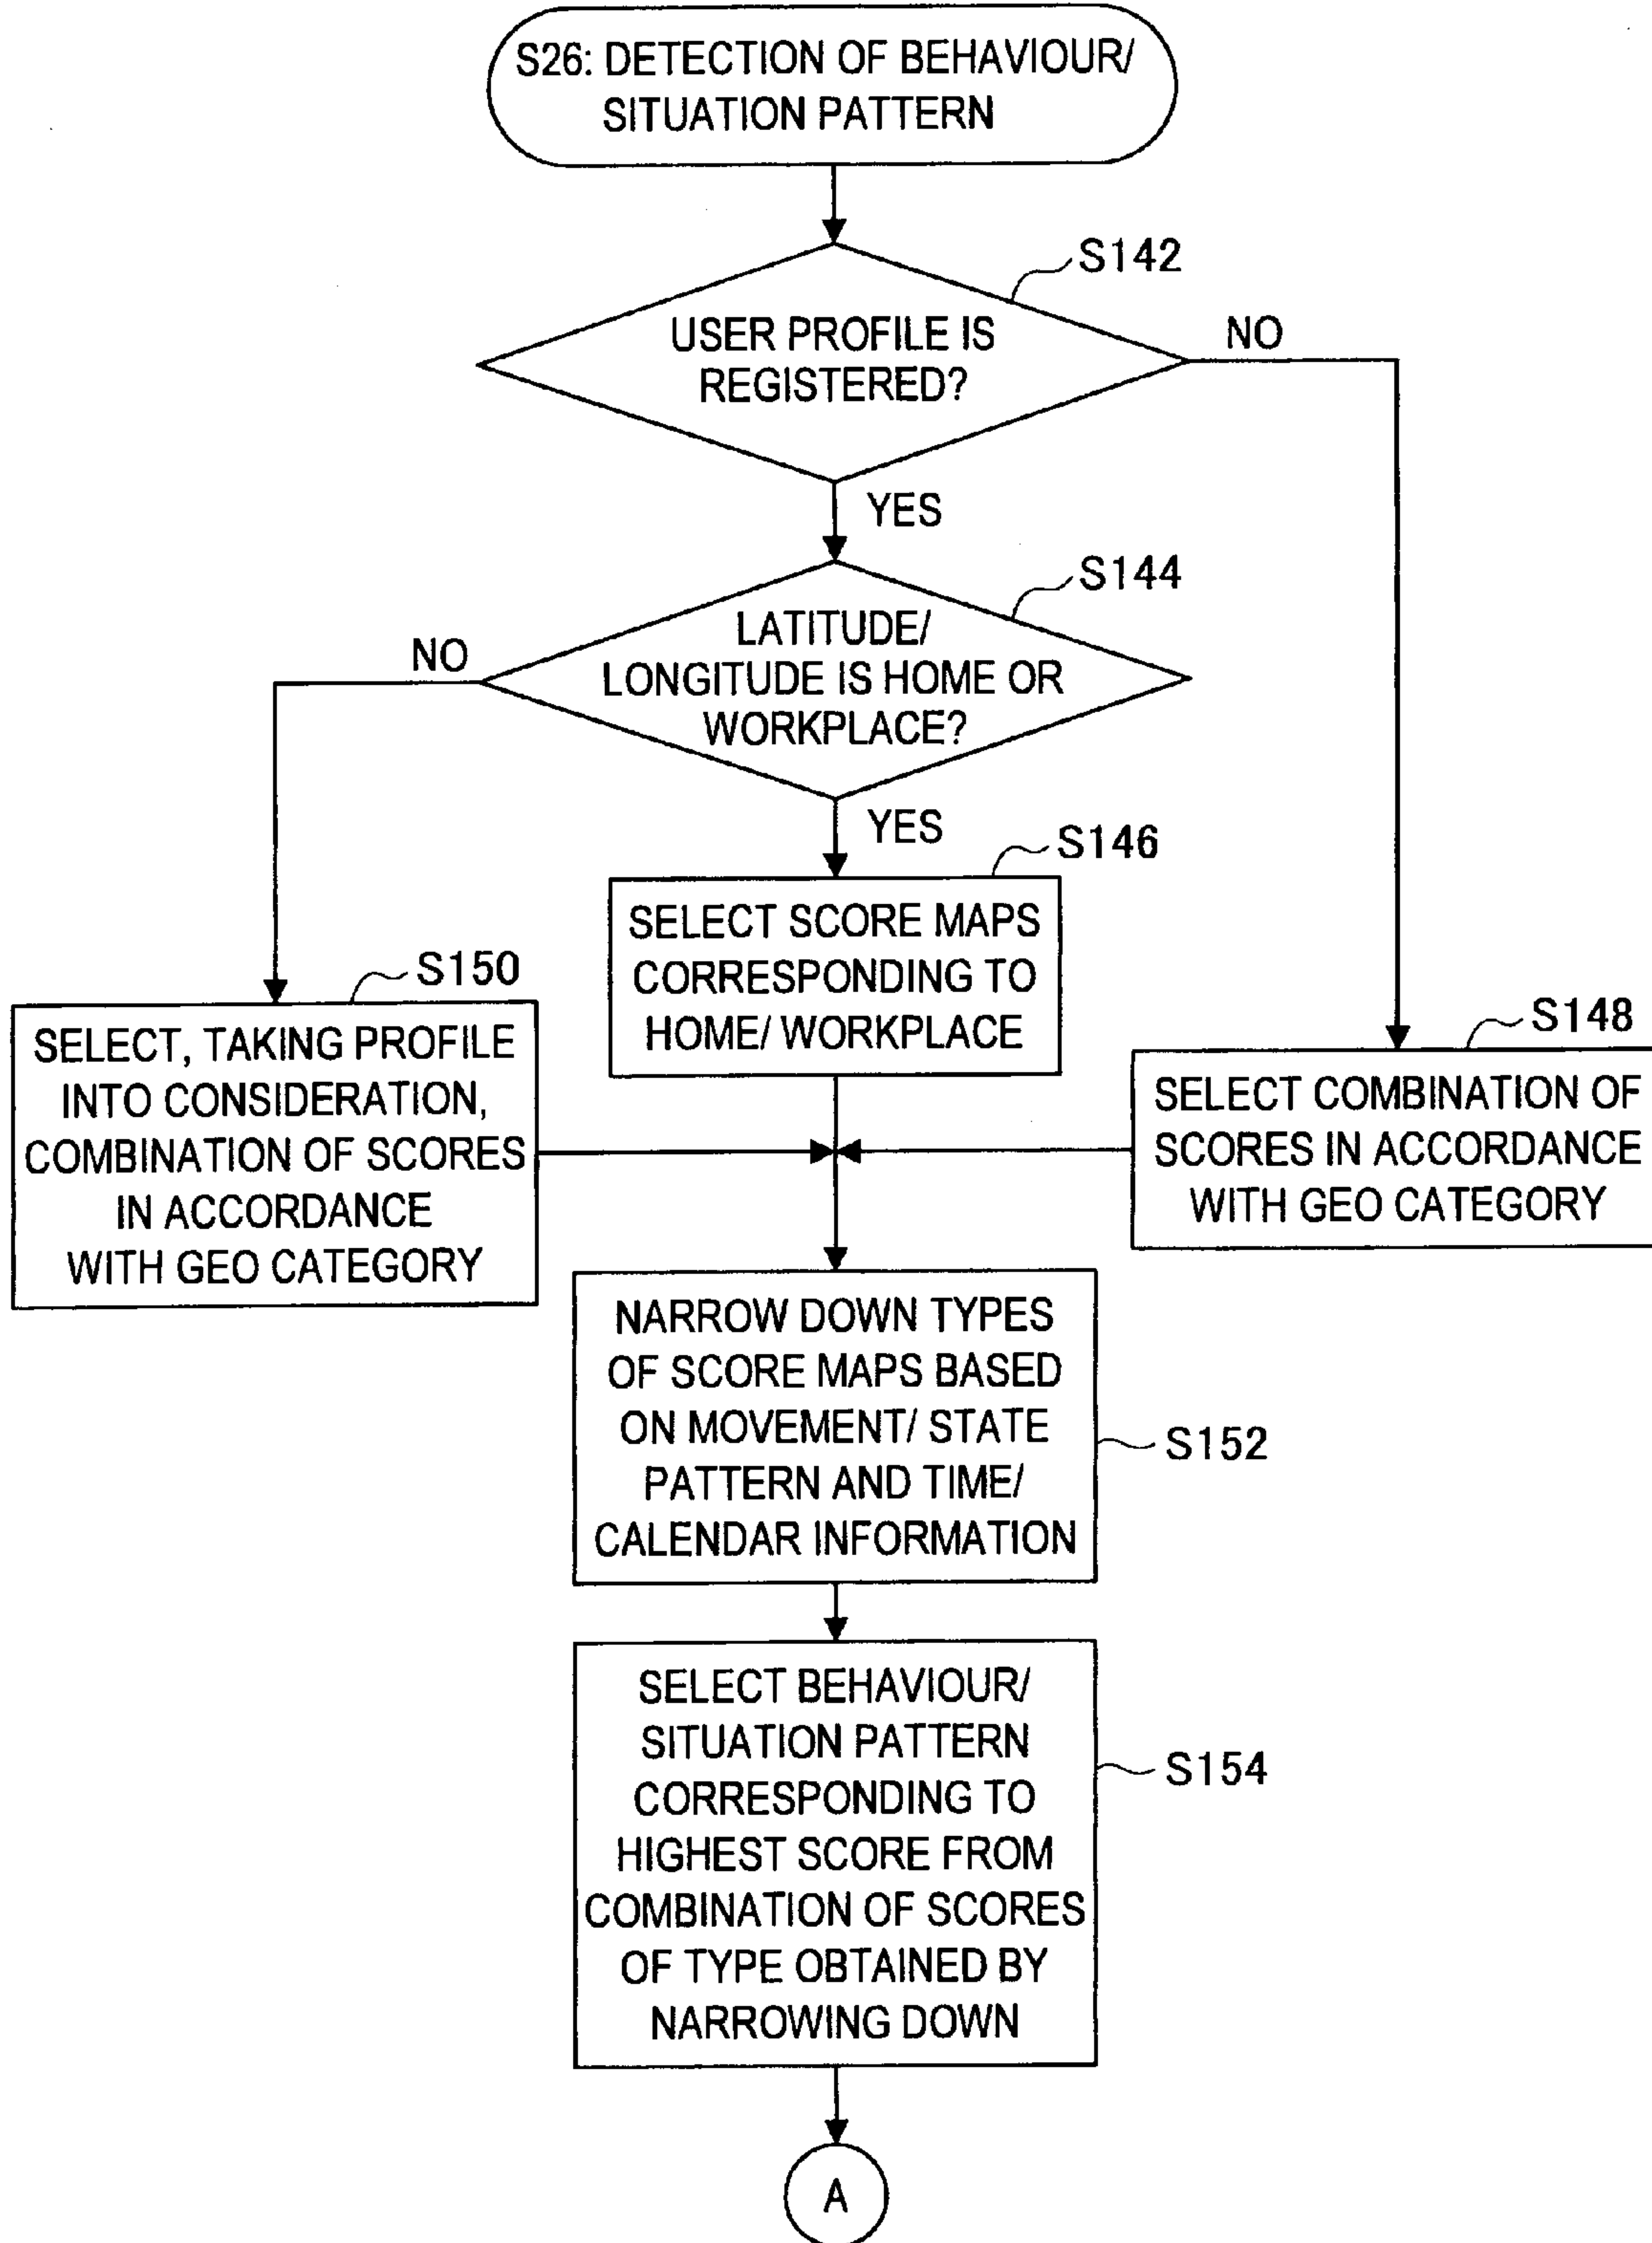 S26: DETECTION OF BEHAVIOUR/
SITUATION PATTERN
S142
USER PROFILE IS
REGISTERED?
NO
YES
S144
LATITUDE/
LONGITUDE IS HOME OR
WORKPLACE?
NO
YES
S146
SELECT SCORE MAPS
CORRESPONDING TO
HOME/ WORKPLACE
S150
SELECT, TAKING PROFILE
INTO CONSIDERATION,
COMBINATION OF SCORES
IN ACCORDANCE
WITH GEO CATEGORY
S148
SELECT COMBINATION OF
SCORES IN ACCORDANCE
WITH GEO CATEGORY
NARROW DOWN TYPES
OF SCORE MAPS BASED
ON MOVEMENT/ STATE
PATTERN AND TIME/
CALENDAR INFORMATION
S152
SELECT BEHAVIOUR/
SITUATION PATTERN
CORRESPONDING TO
HIGHEST SCORE FROM
COMBINATION OF SCORES
OF TYPE OBTAINED BY
NARROWING DOWN
S154
A